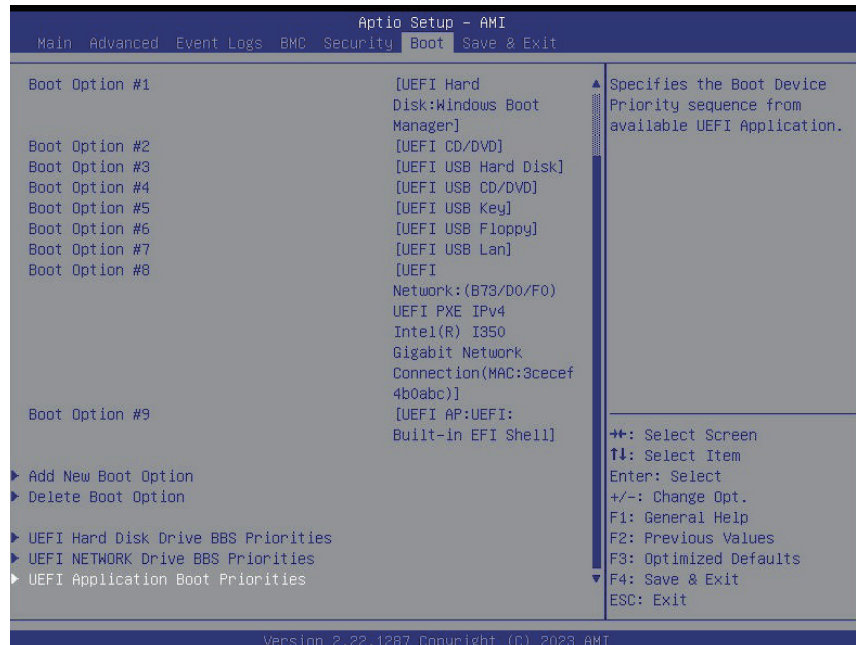 Aptio Setup - AMI
Main Advanced Event Logs BMC Security Boot Save & Exit
Boot Option #1 [UEFI Hard
Disk:Windows Boot
Manager]
Boot Option #2 [UEFI CD/DVD]
Boot Option #3 [UEFI USB Hard Disk]
Boot Option #4 [UEFI USB CD/DVD]
Boot Option #5 [UEFI USB Key]
Boot Option #6 [UEFI USB Floppy]
Boot Option #7 [UEFI USB Lan]
Boot Option #8 [UEFI
Network:(B73/D0/F0)
UEFI PXE IPv4
Intel(R) I350
Gigabit Network
Connection(MAC:3cecef
4b0abc)]
Boot Option #9 [UEFI AP:UEFI:
Built-in EFI Shell]
Add New Boot Option
Delete Boot Option
UEFI Hard Disk Drive BBS Priorities
UEFI NETWORK Drive BBS Priorities
UEFI Application Boot Priorities
Specifies the Boot Device
Priority sequence from
available UEFI Application.
→←: Select Screen
↑↓: Select Item
Enter: Select
+/-: Change Opt.
F1: General Help
F2: Previous Values
F3: Optimized Defaults
F4: Save & Exit
ESC: Exit
Version 2.22.1287 Copyright (C) 2023 AMI